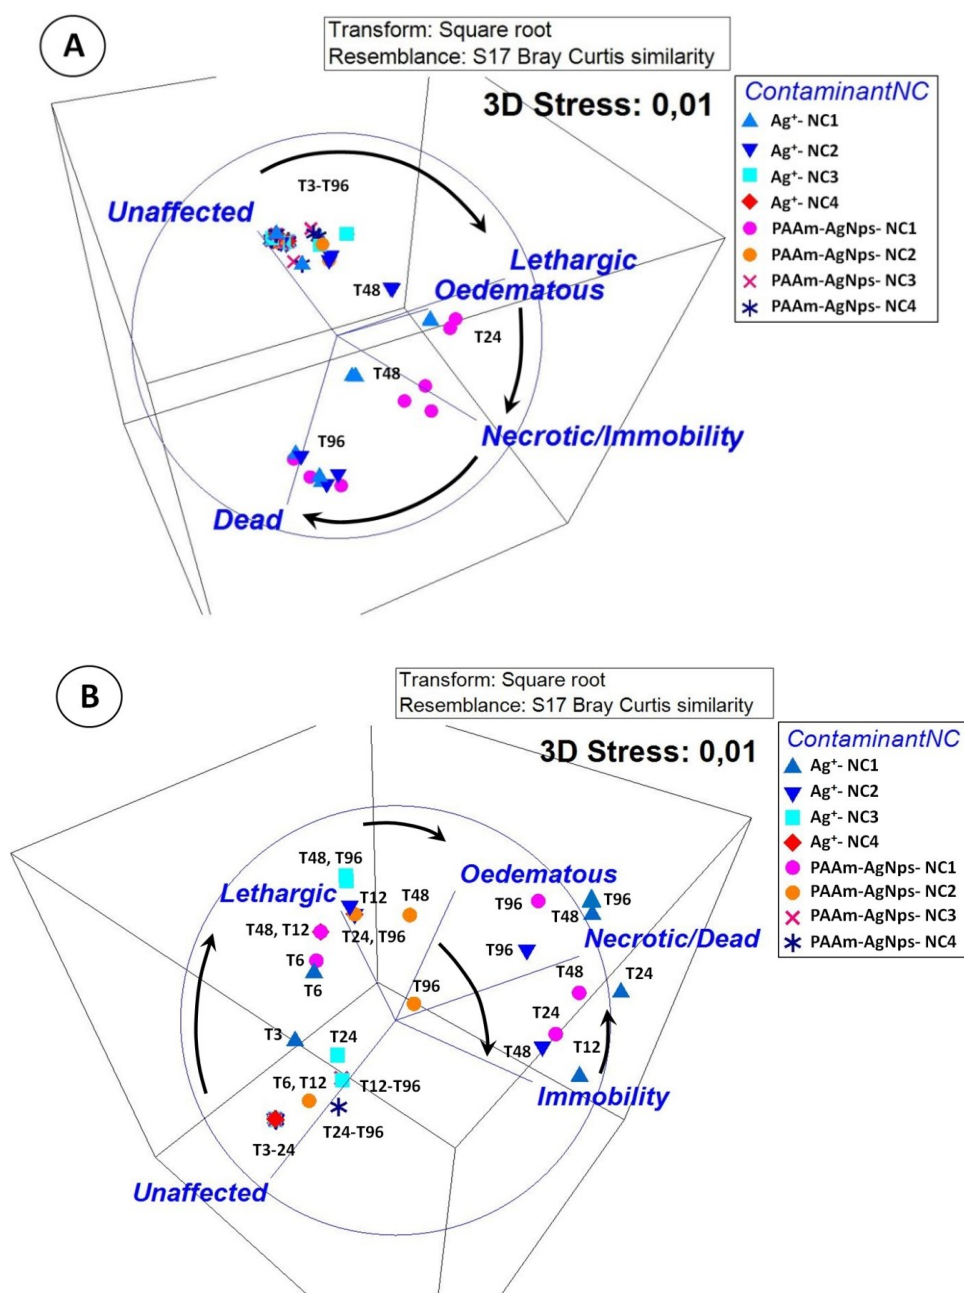 A
Transform: Square root
Resemblance: S17 Bray Curtis similarity
3D Stress: 0,01
ContaminantNC
Ag⁺- NC1
Ag⁺- NC2
Ag⁺- NC3
Ag⁺- NC4
PAAm-AgNps- NC1
PAAm-AgNps- NC2
PAAm-AgNps- NC3
PAAm-AgNps- NC4
T3-T96
Unaffected
Lethargic
T48
Oedematous
T24
T48
Necrotic/Immobility
T96
Dead
B
Transform: Square root
Resemblance: S17 Bray Curtis similarity
3D Stress: 0,01
ContaminantNC
Ag⁺- NC1
Ag⁺- NC2
Ag⁺- NC3
Ag⁺- NC4
PAAm-AgNps- NC1
PAAm-AgNps- NC2
PAAm-AgNps- NC3
PAAm-AgNps- NC4
T48, T96
Oedematous
Lethargic
T12
T48
T96
T96
T48
T48, T12
T24, T96
Necrotic/Dead
T6
T96
T48
T24
T6
T96
T24
T3
T24
T48
T12
T6, T12
T12-T96
Immobility
T24-T96
T3-24
Unaffected